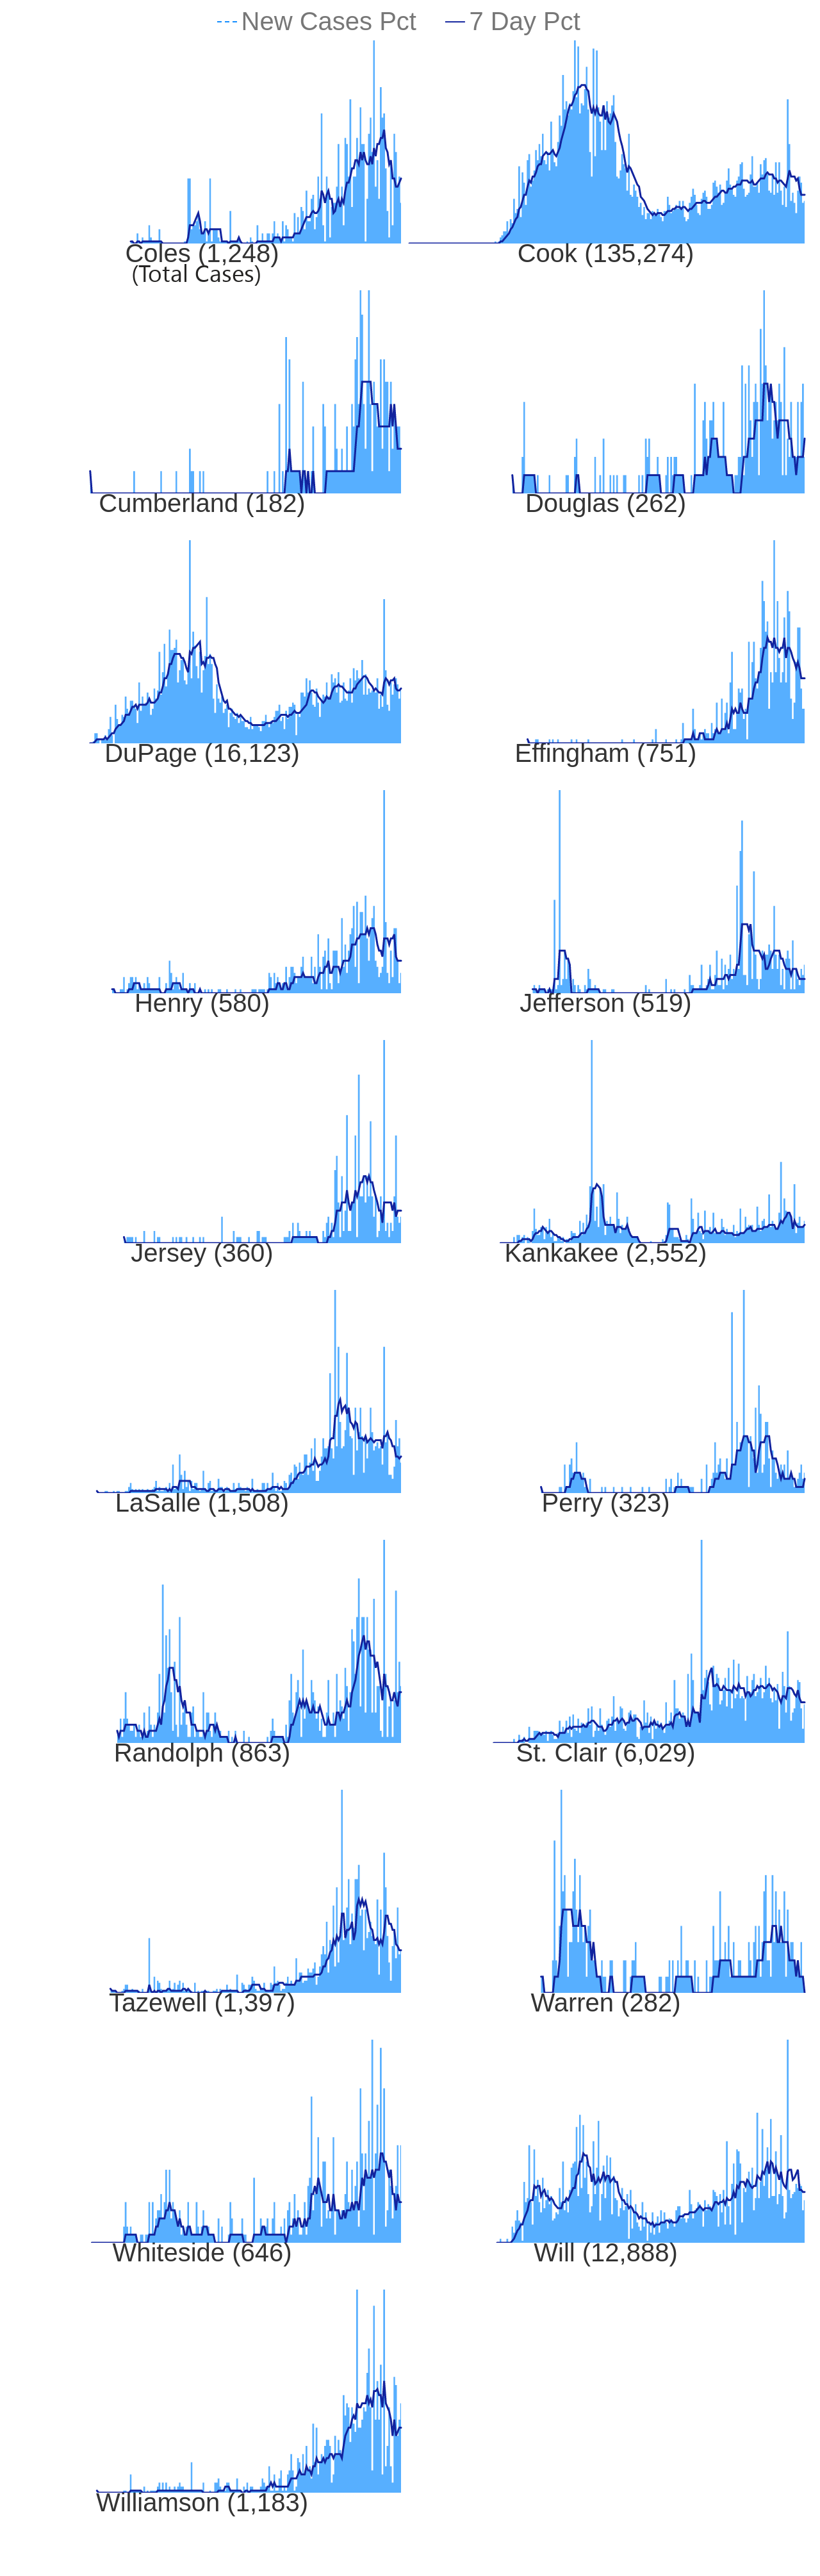 New Cases Pct 7 Day Pct
Coles (1,248) Cook (135,274)
(Total Cases)
Cumberland (182) Douglas (262)
DuPage (16,123) Effingham (751)
Henry (580) Jefferson (519)
Jersey (360) Kankakee (2,552)
LaSalle (1,508) Perry (323)
Randolph (863) St. Clair (6,029)
Tazewell (1,397) Warren (282)
Whiteside (646) Will (12,888)
Williamson (1,183)